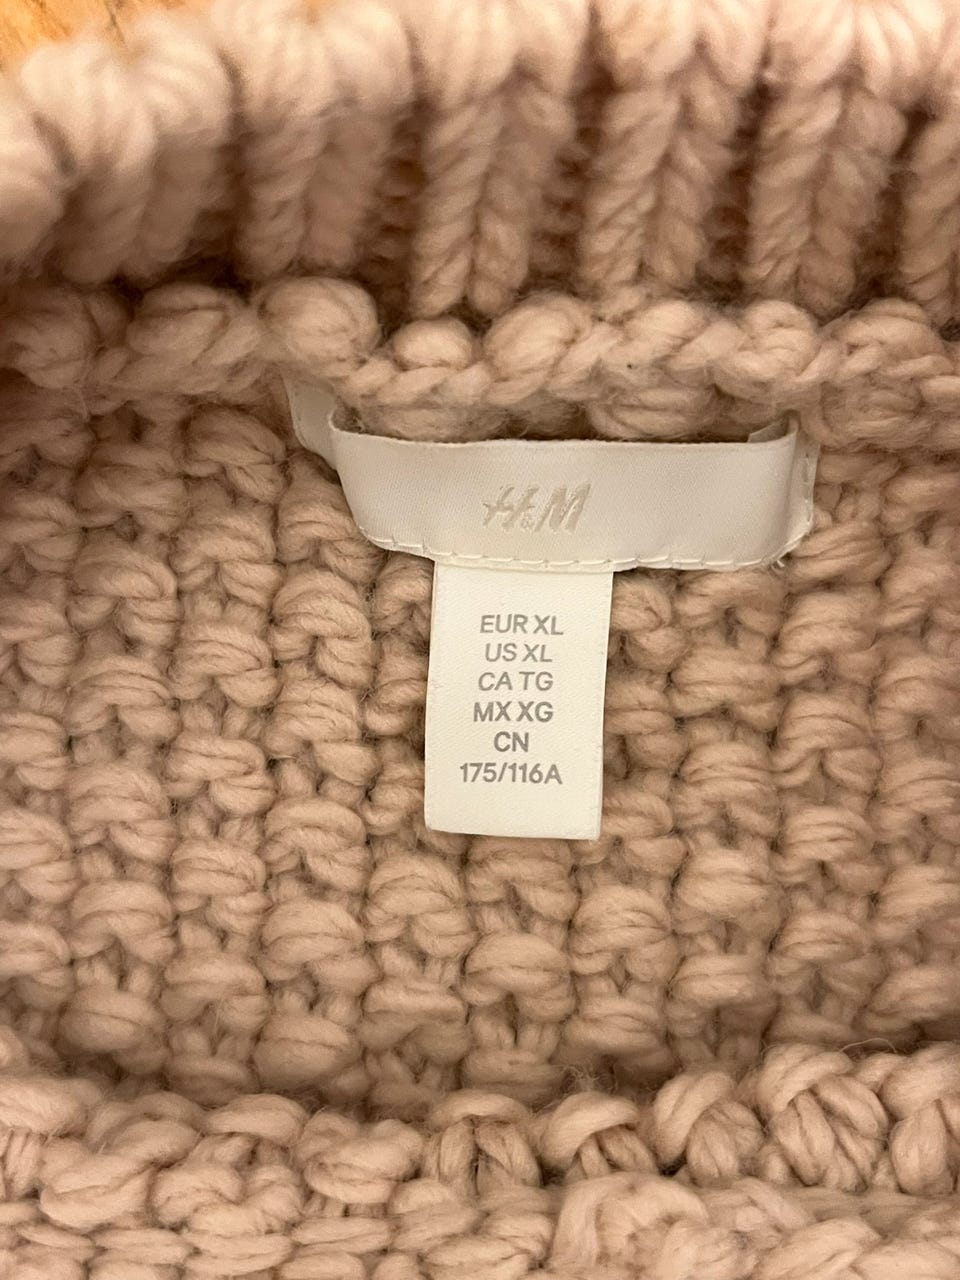 H&M
EUR XL
US XL
CA TG
MX XG
CN
175/116A